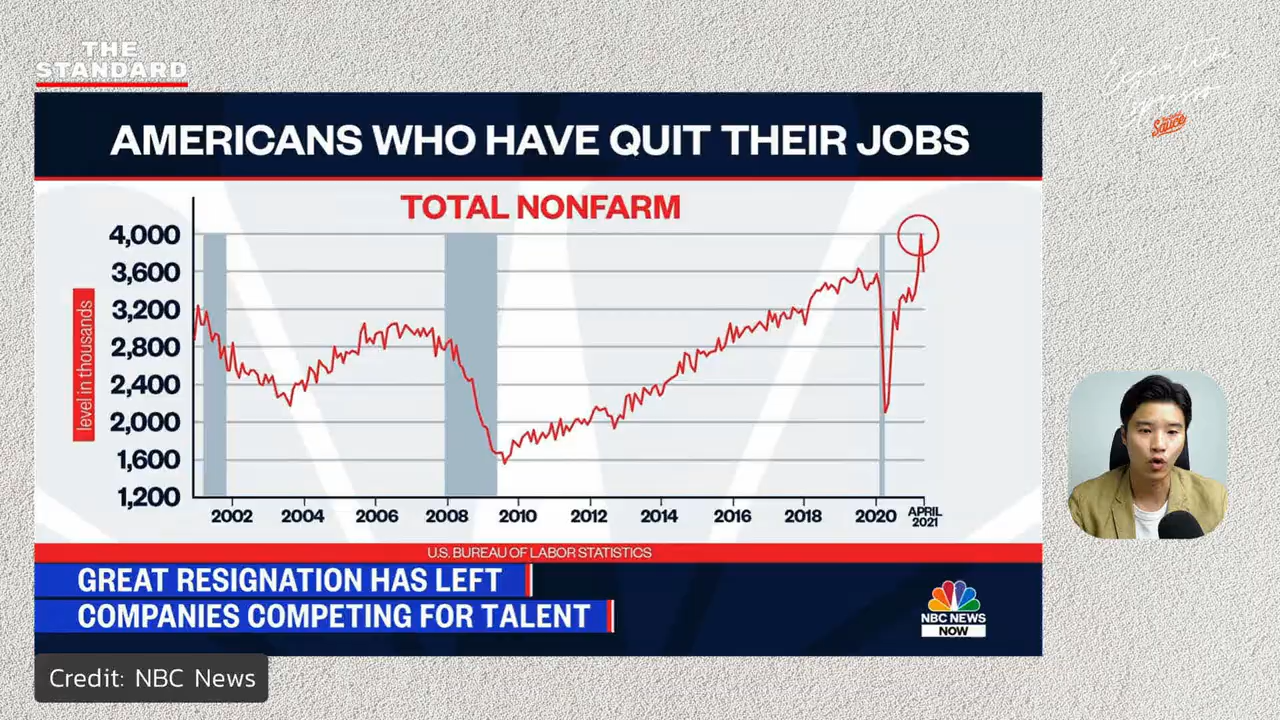 THE
STANDARD
Sauce
AMERICANS WHO HAVE QUIT THEIR JOBS
TOTAL NONFARM
level in thousands
4,000
3,600
3,200
2,800
2,400
2,000
1,600
1,200
2002 2004 2006 2008 2010 2012 2014 2016 2018 2020 APRIL
2021
U.S. BUREAU OF LABOR STATISTICS
GREAT RESIGNATION HAS LEFT
COMPANIES COMPETING FOR TALENT
NBC NEWS
NOW
Credit: NBC News